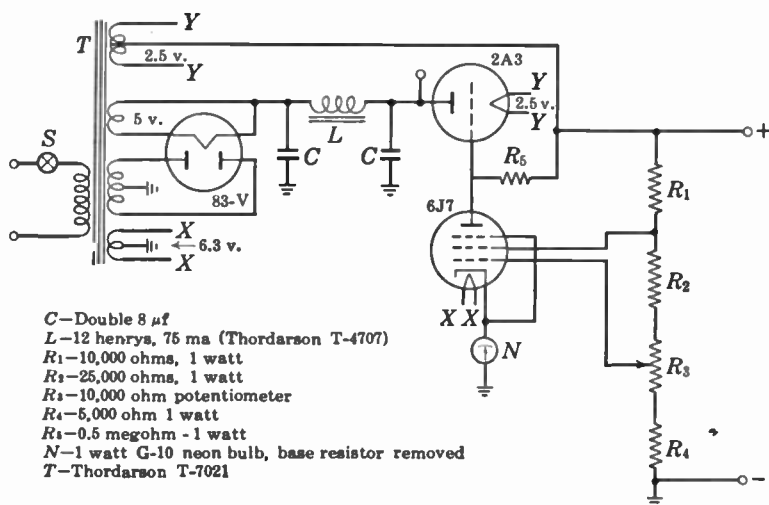 Y
T
2.5 v.
Y
2A3
Y
2.5 v.
Y
S
5 v.
L
C
C
83-V
R5
+
R1
6J7
X
6.3 v.
X
R2
X X
N
R3
R4
−
C—Double 8 μf
L—12 henrys, 75 ma (Thordarson T-4707)
R1—10,000 ohms, 1 watt
R2—25,000 ohms, 1 watt
R3—10,000 ohm potentiometer
R4—5,000 ohm 1 watt
R5—0.5 megohm - 1 watt
N—1 watt G-10 neon bulb, base resistor removed
T—Thordarson T-7021